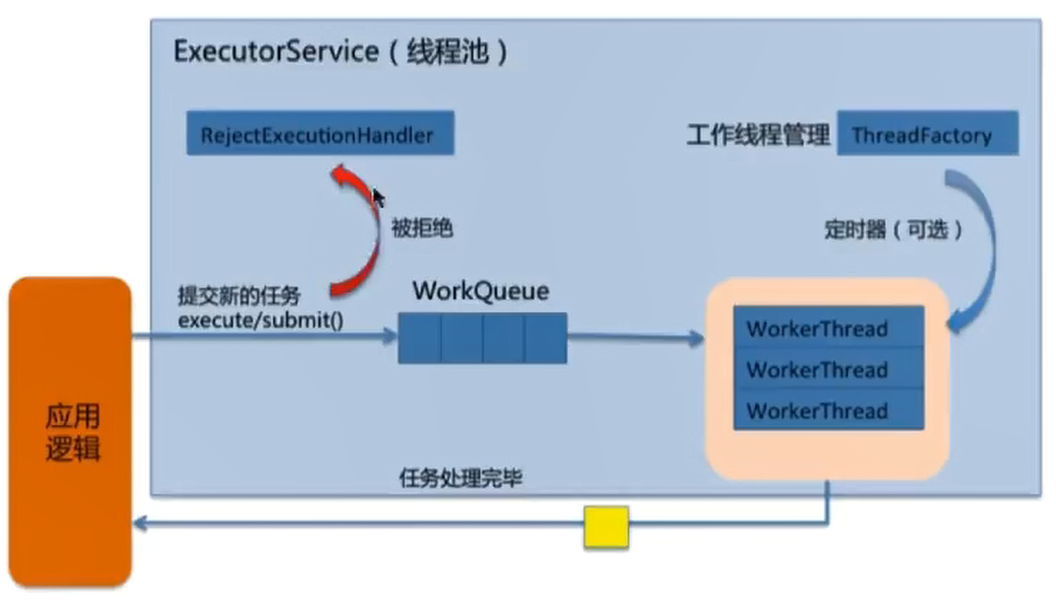 ExecutorService（线程池）
RejectExecutionHandler
工作线程管理
ThreadFactory
被拒绝
定时器（可选）
提交新的任务
execute/submit()
WorkQueue
WorkerThread
WorkerThread
WorkerThread
应用
逻辑
任务处理完毕